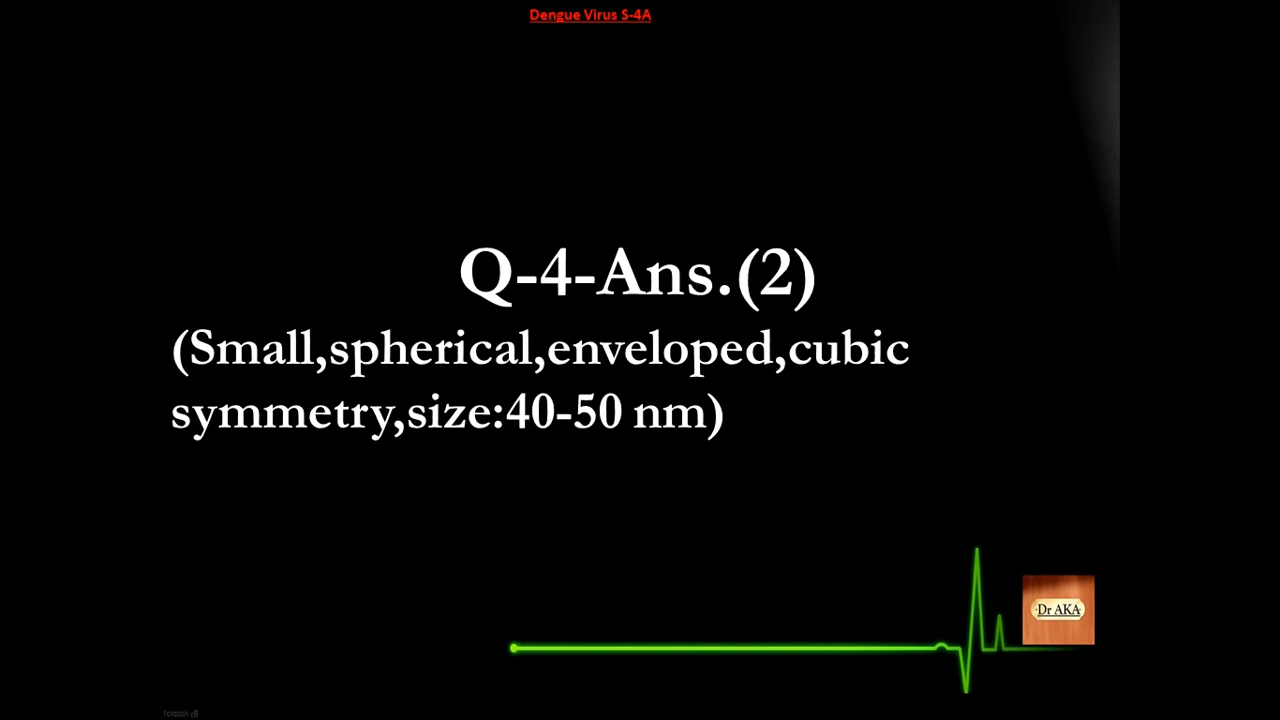 Dengue Virus S-4A
Q-4-Ans.(2)
(Small,spherical,enveloped,cubic
symmetry,size:40-50 nm)
Dr AKA